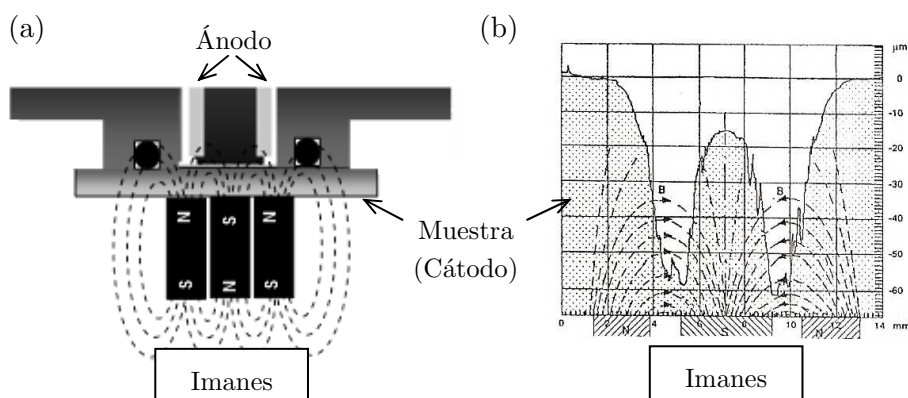 (a)
Ánodo
N S N
S N S
Imanes
Muestra
(Cátodo)
(b)
µm
0
-10
-20
-30
-40
-50
-60
B B
N S N
0 2 4 6 8 10 12 14 mm
Imanes